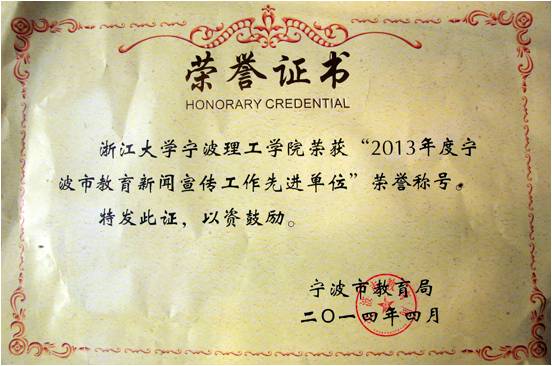 荣誉证书
HONORARY CREDENTIAL
浙江大学宁波理工学院荣获“2013年度宁
波市教育新闻宣传工作先进单位”荣誉称号。
特发此证，以资鼓励。
宁波市教育局
二〇一四年四月